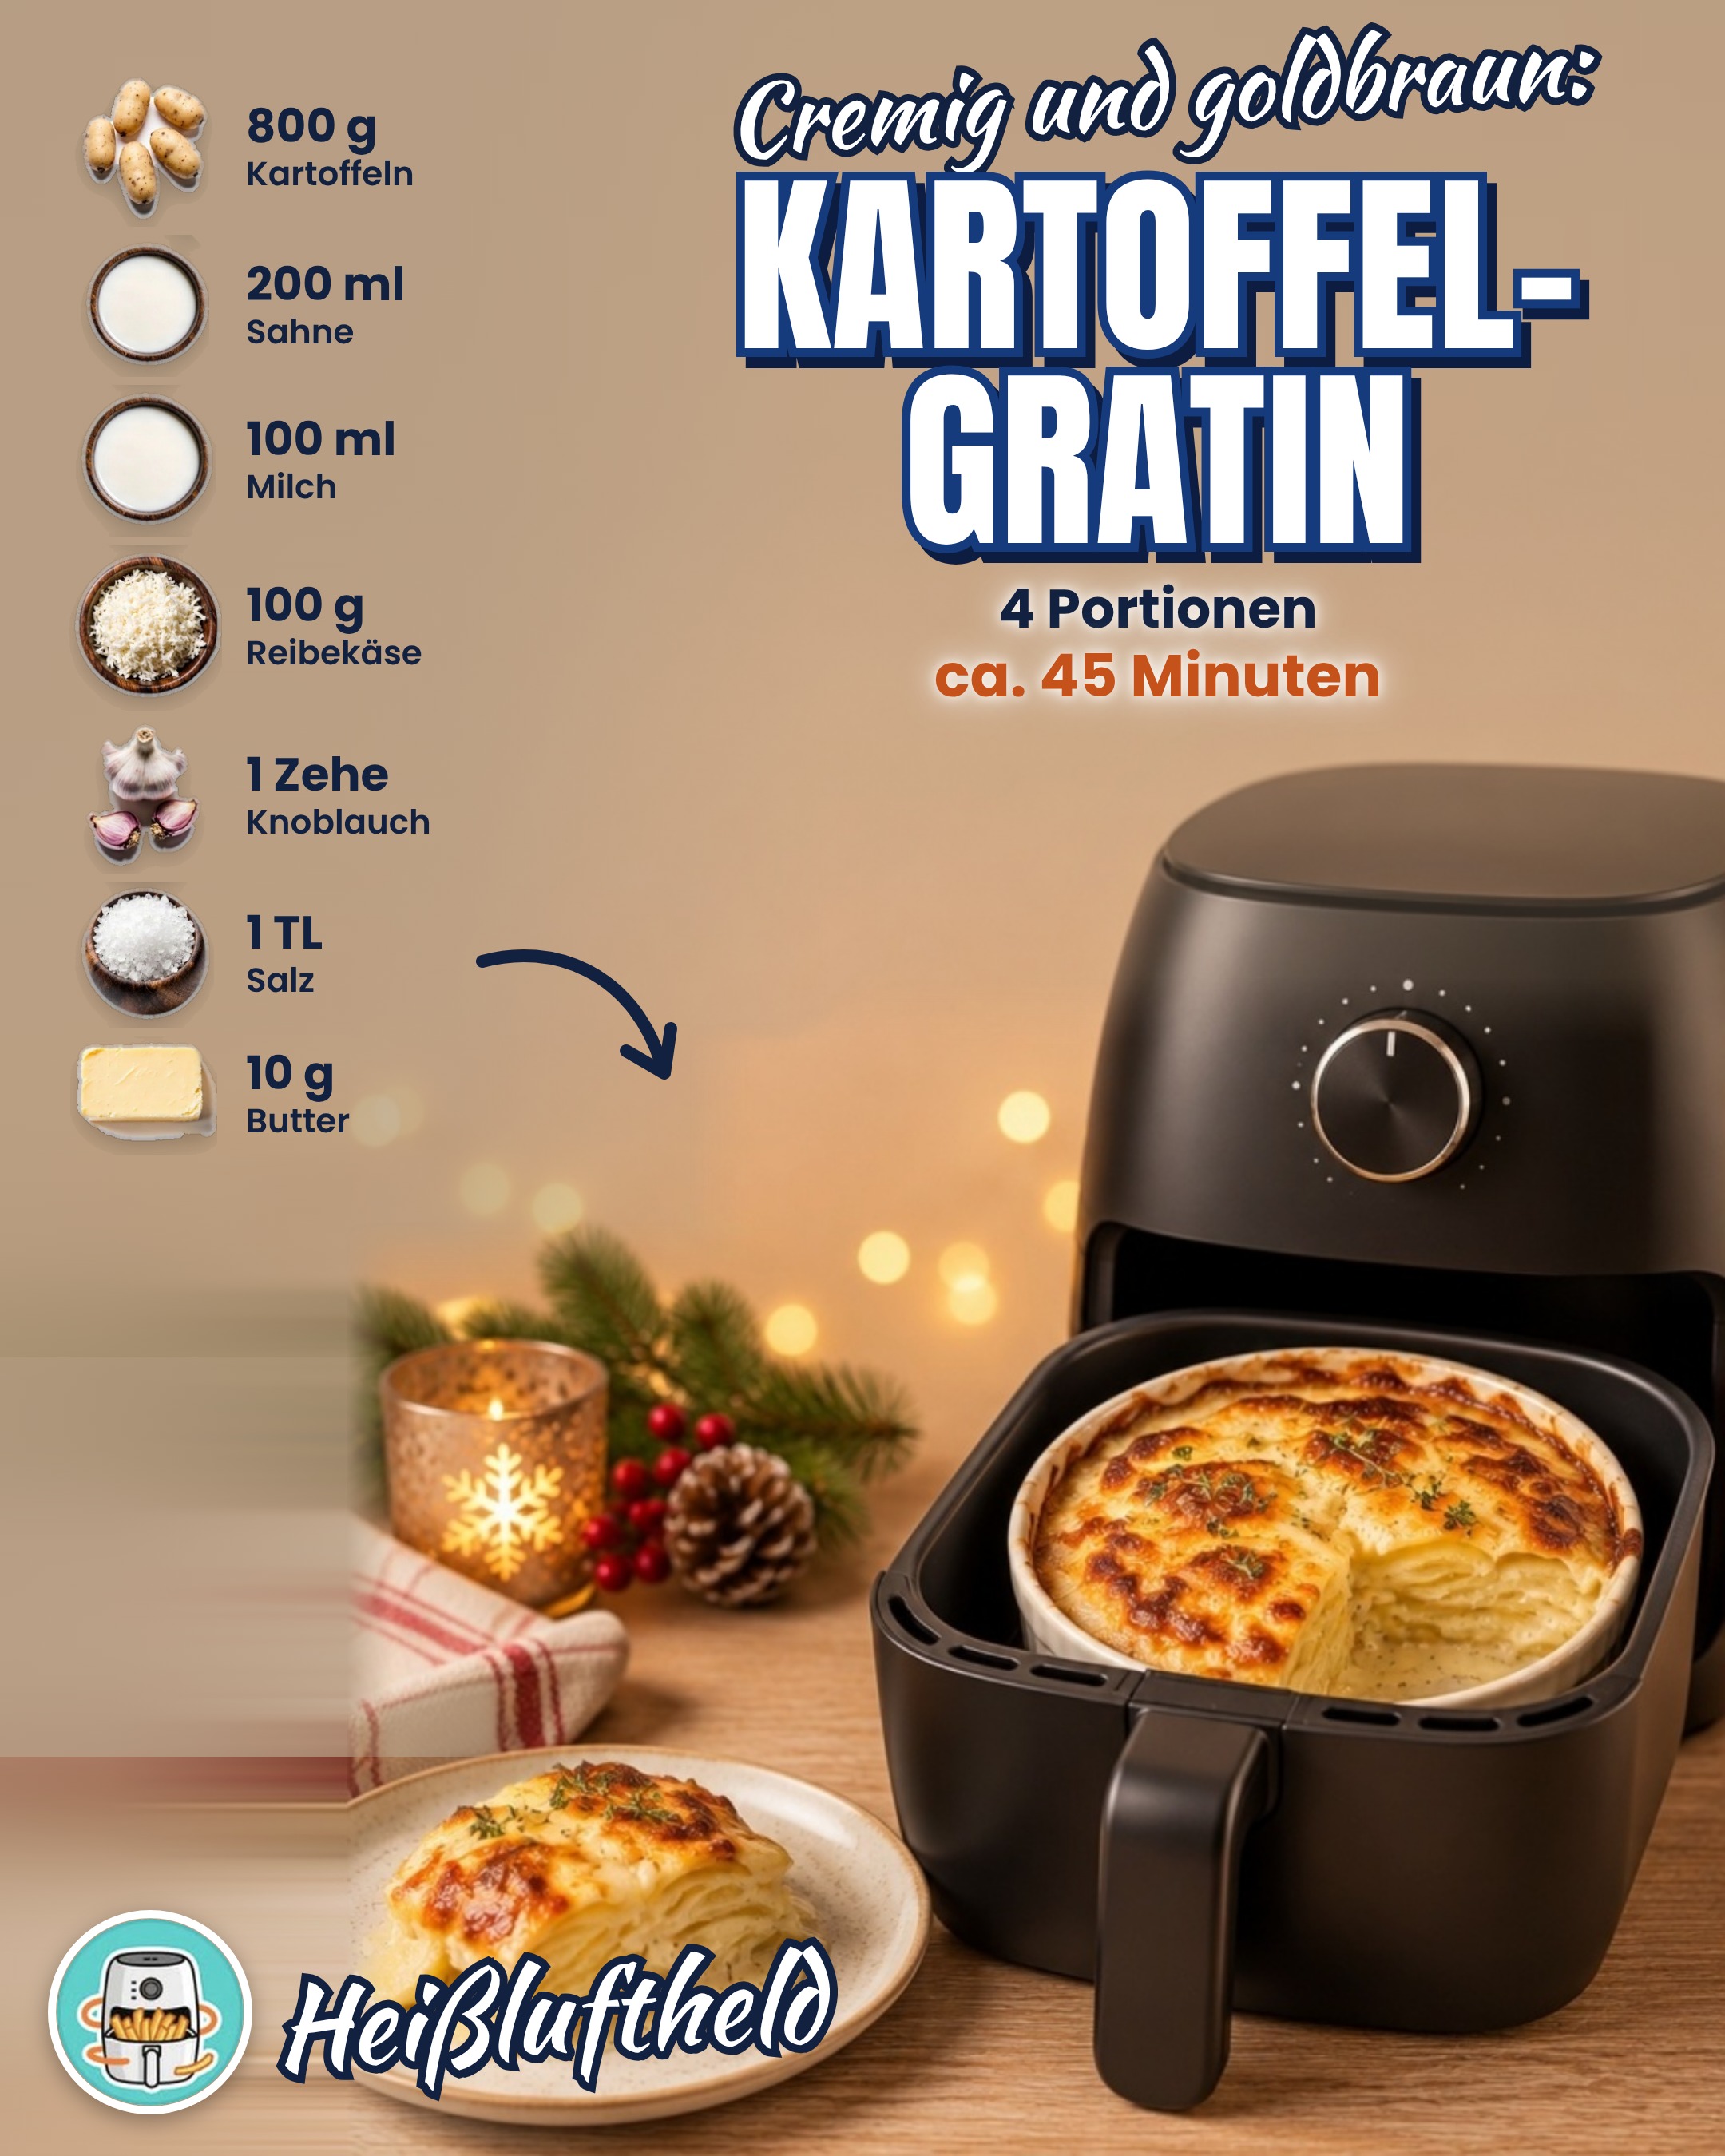 Cremig und goldbraun:
KARTOFFEL-
GRATIN
4 Portionen
ca. 45 Minuten
800 g
Kartoffeln
200 ml
Sahne
100 ml
Milch
100 g
Reibekäse
1 Zehe
Knoblauch
1 TL
Salz
10 g
Butter
Heißluftheld